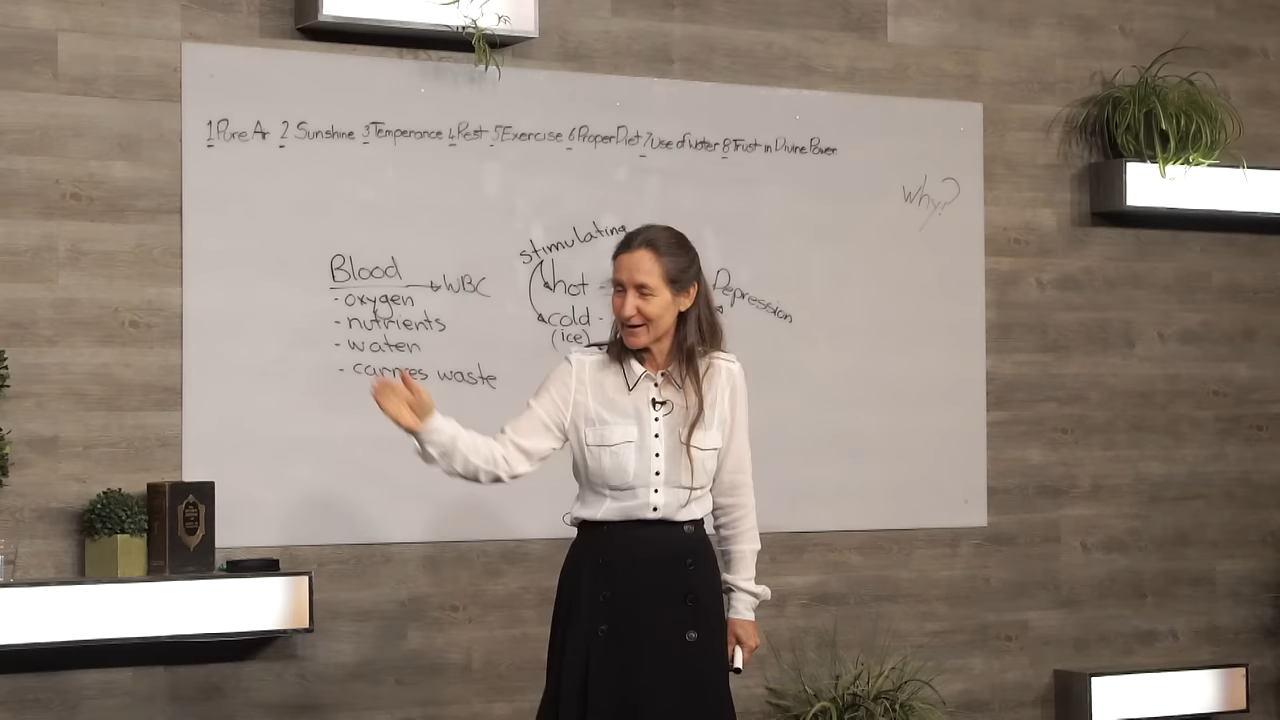 1 Pure Air 2 Sunshine 3 Temperance 4 Rest 5 Exercise 6 Proper Diet 7 Use of Water 8 Trust in Divine Power
Why?
stimulating
Blood → WBC
- oxygen
- nutrients
- water
- carries waste
hot -
cold -
(ice)
Depression